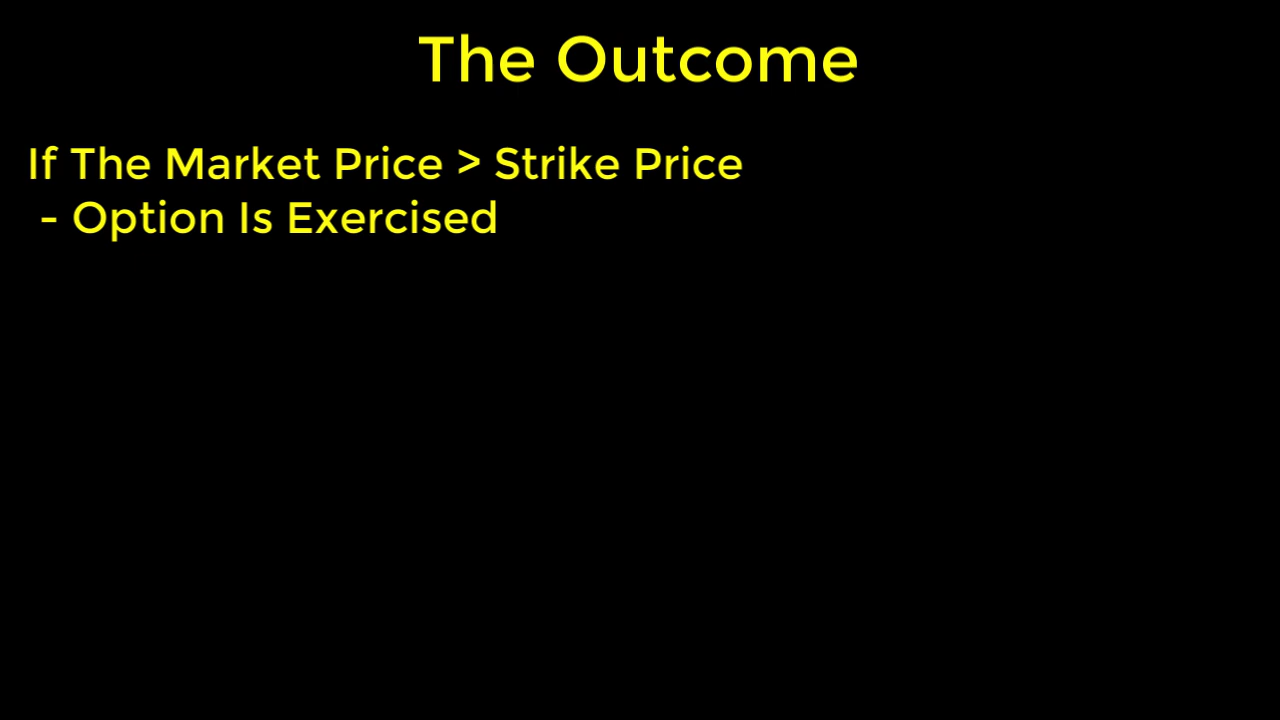 The Outcome
If The Market Price > Strike Price
- Option Is Exercised